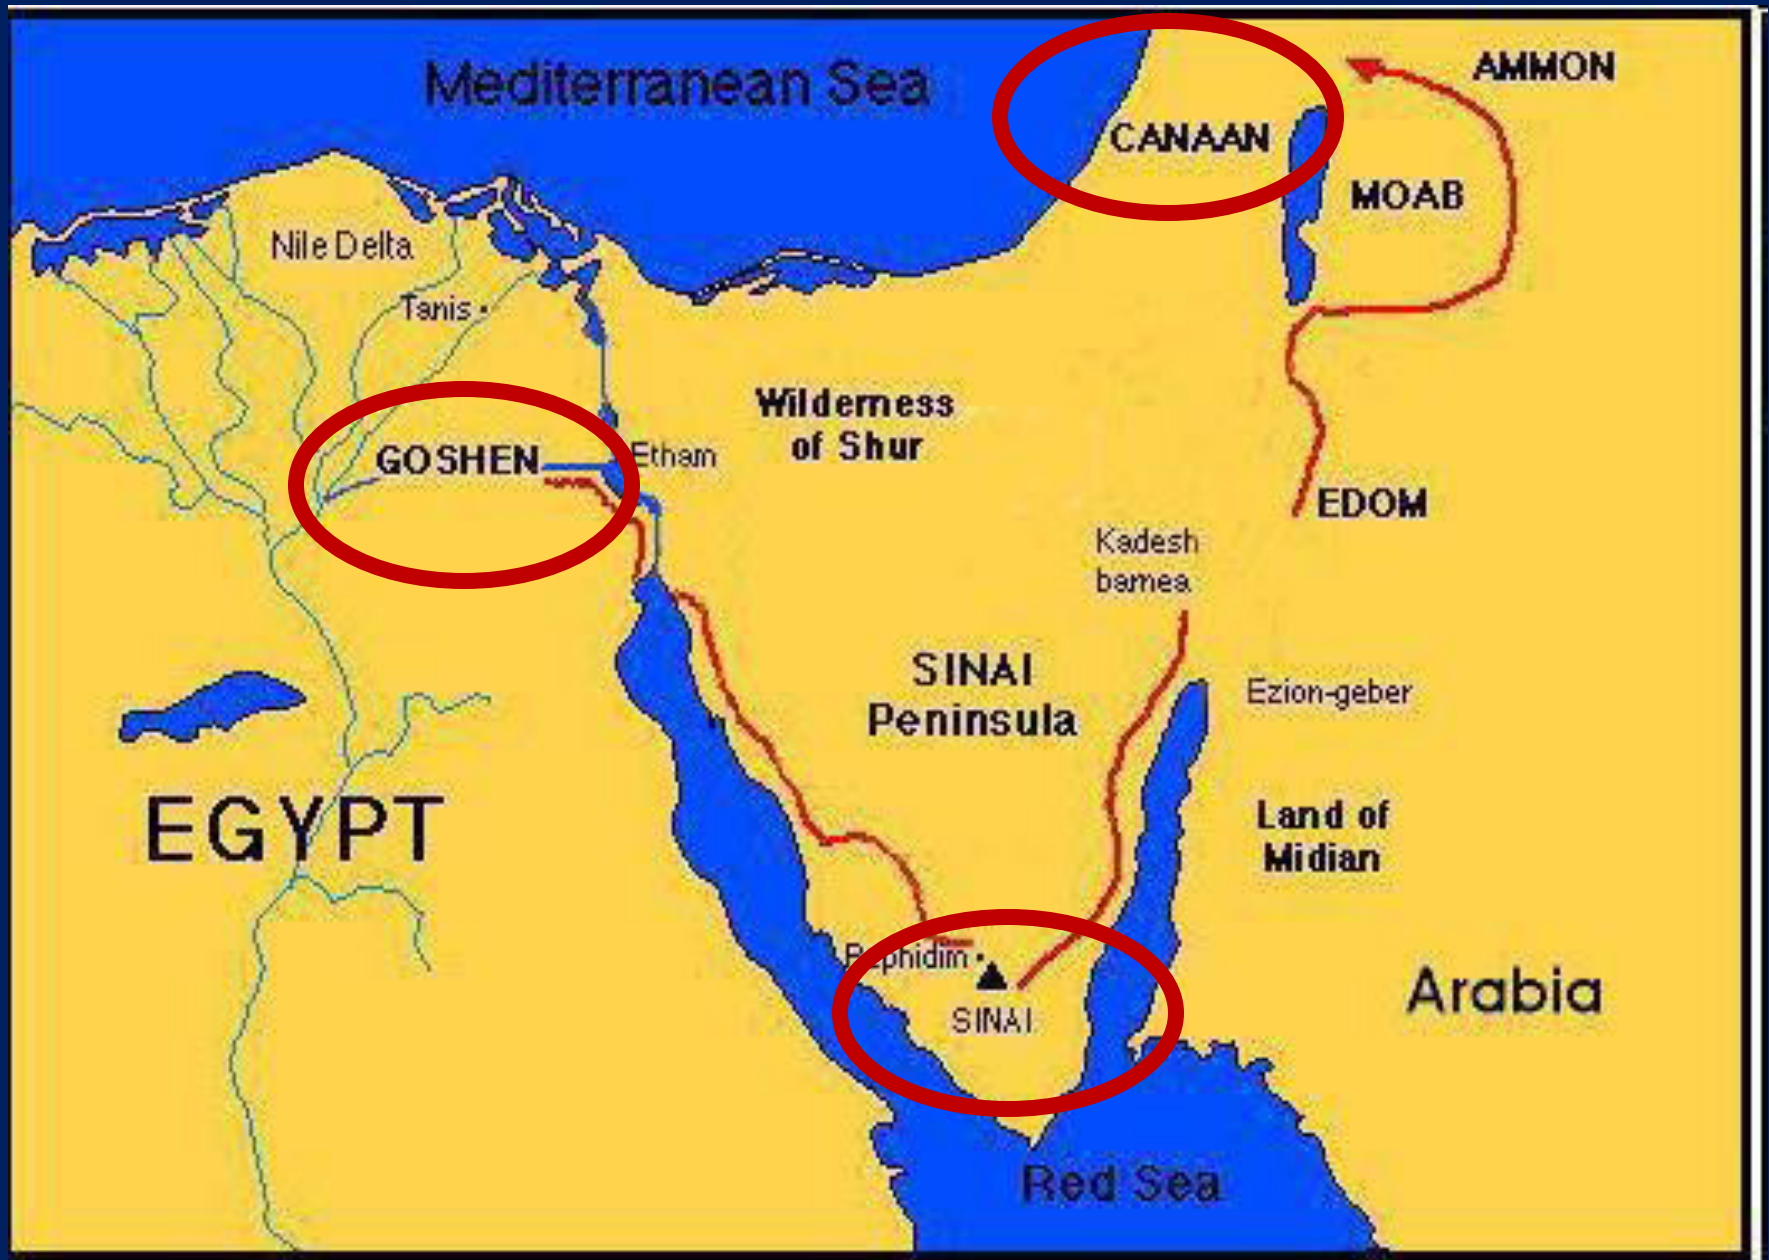 Mediterranean Sea
AMMON
CANAAN
MOAB
Nile Delta
Tanis
Wilderness
of Shur
GOSHEN
Etham
EDOM
Kadesh
barnea
SINAI
Peninsula
Ezion-geber
EGYPT
Land of
Midian
Rephidim
SINAI
Arabia
Red Sea